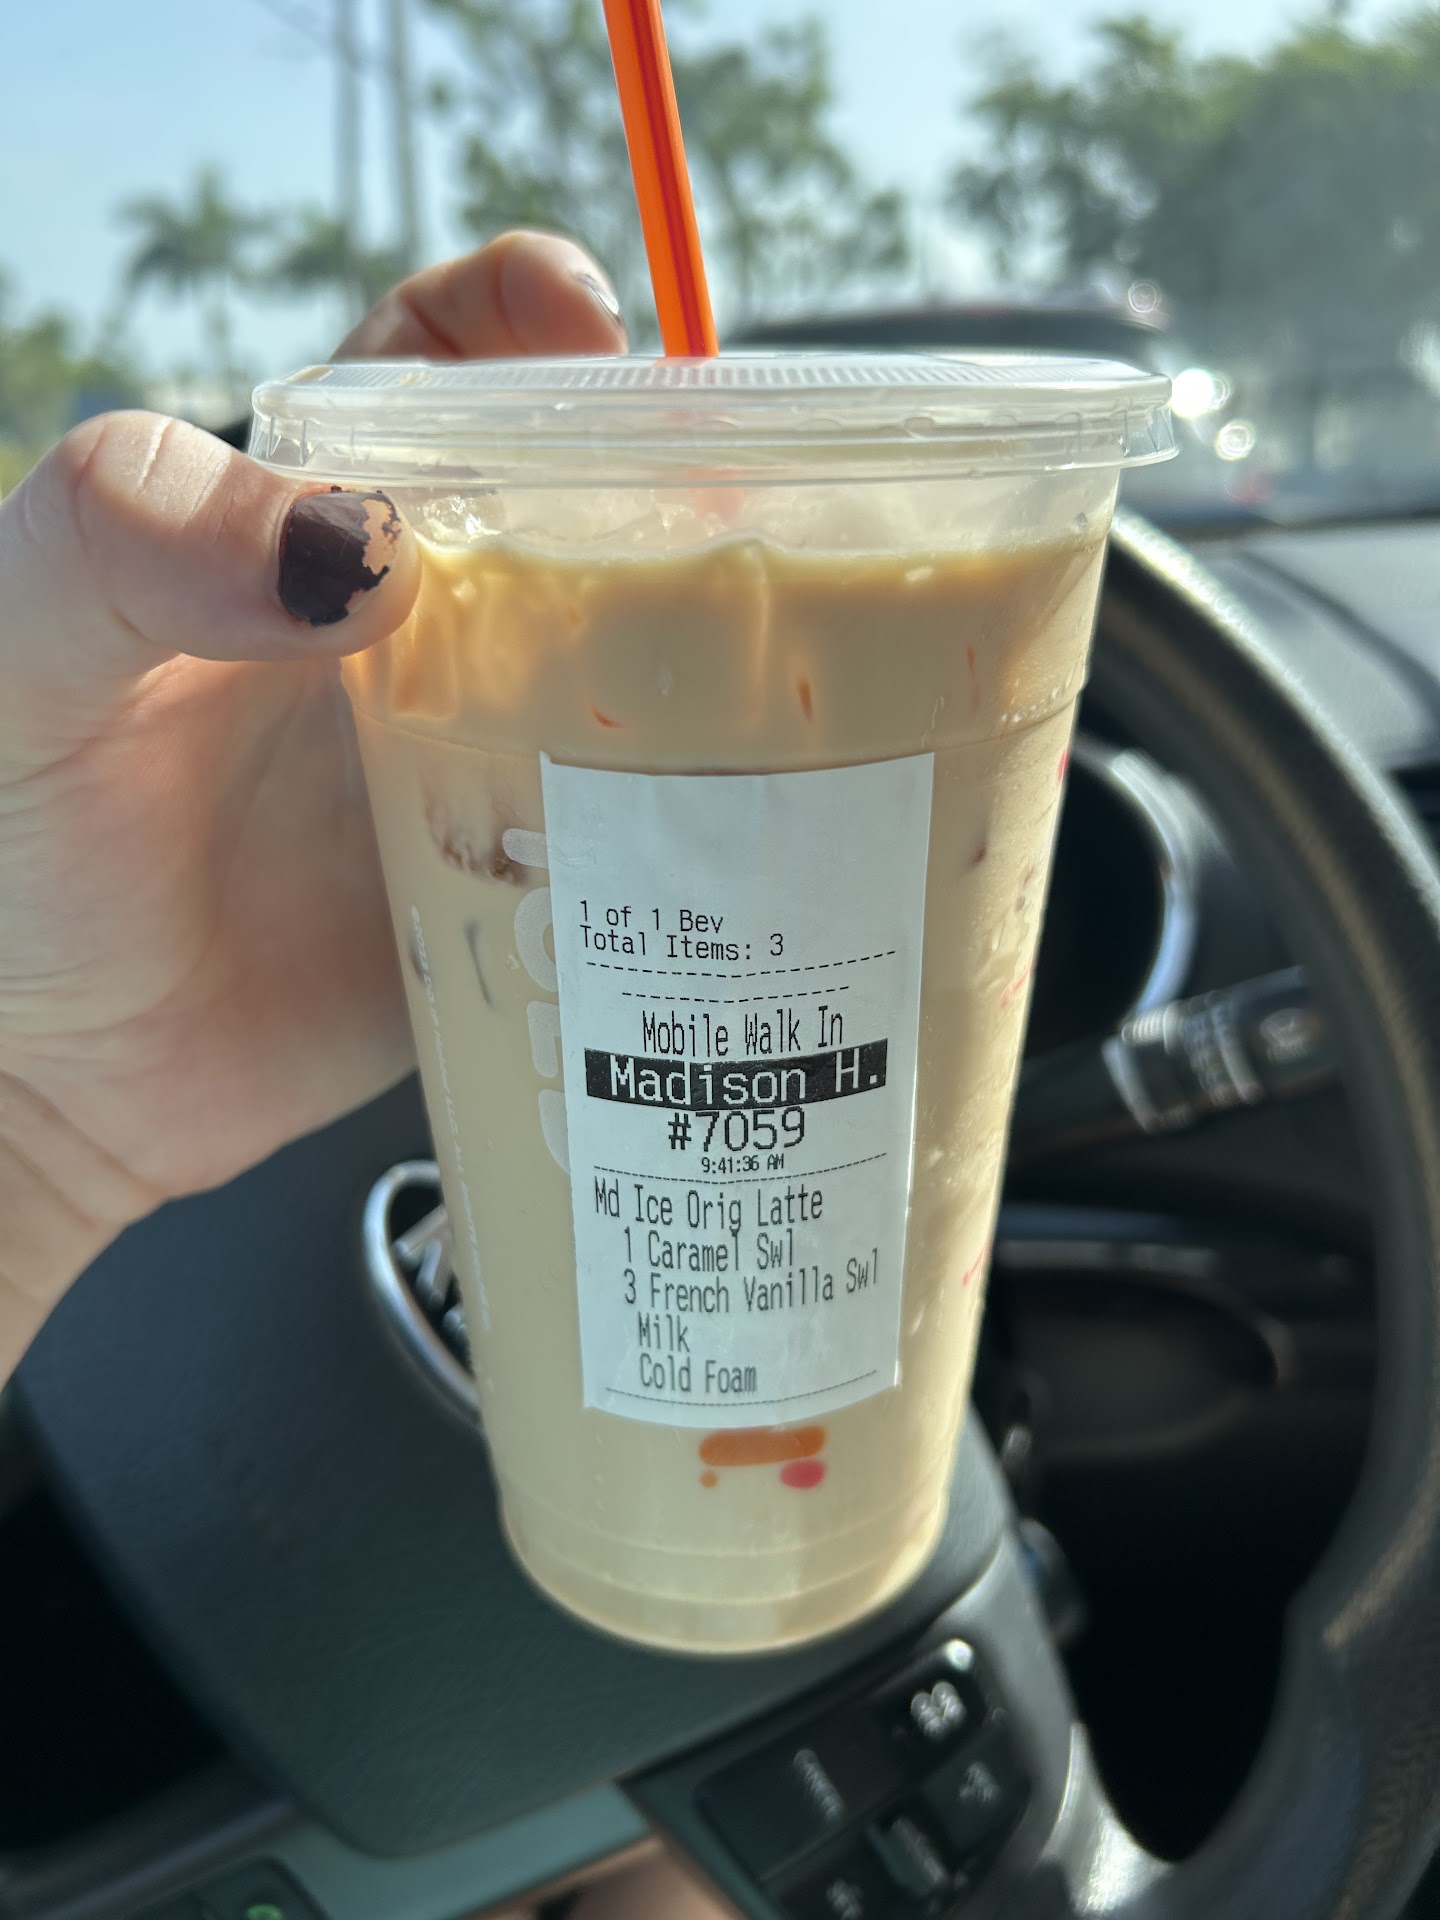 1 of 1 Bev
Total Items: 3
Mobile Walk In
Madison H.
#7059
9:41:36 AM
Md Ice Orig Latte
1 Caramel Swl
3 French Vanilla Swl
Milk
Cold Foam